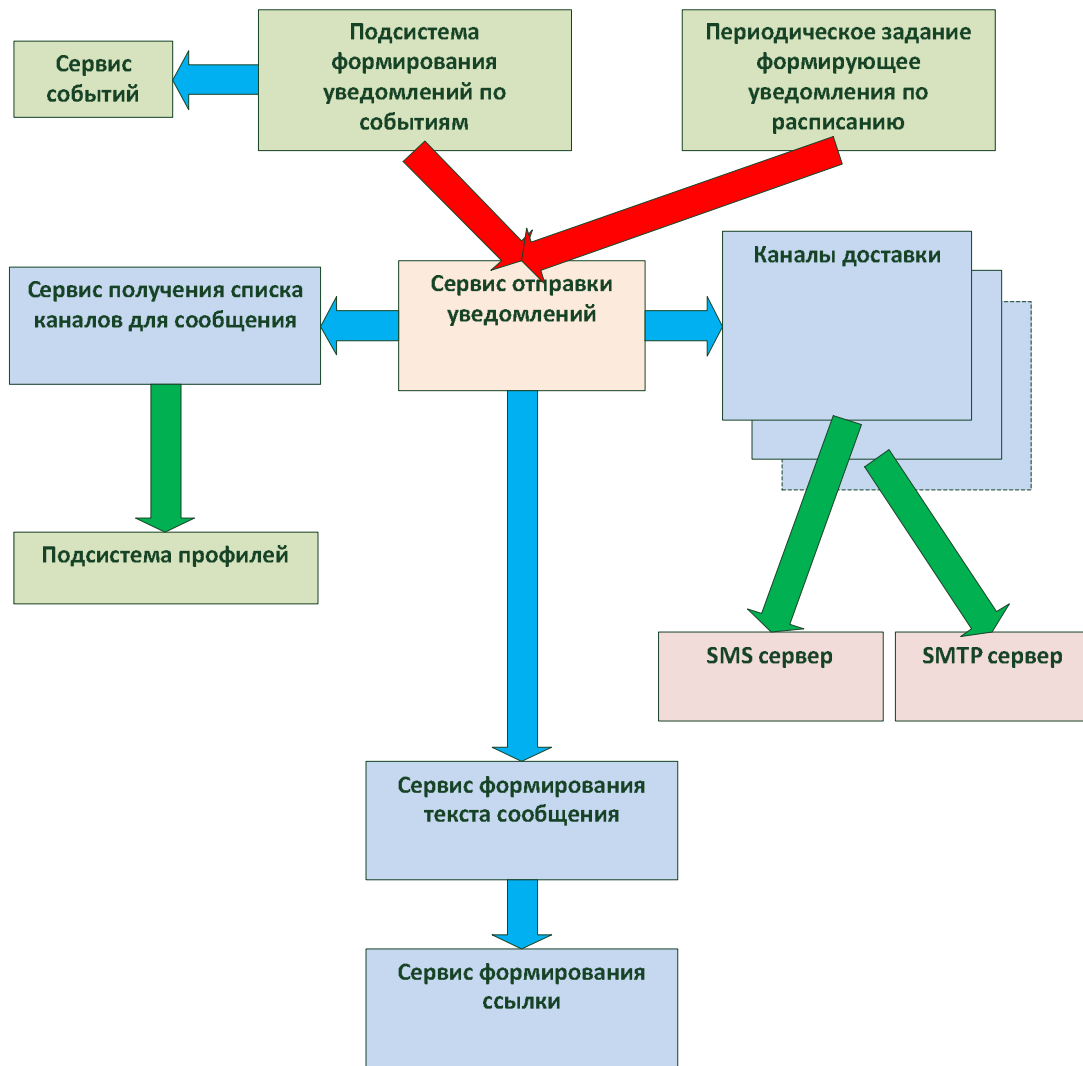 Сервис
событий
Подсистема
формирования
уведомлений по
событиям
Периодическое задание
формирующее
уведомления по
расписанию
Сервис получения списка
каналов для сообщения
Сервис отправки
уведомлений
Каналы доставки
Подсистема профилей
SMS сервер
SMTP сервер
Сервис формирования
текста сообщения
Сервис формирования
ссылки